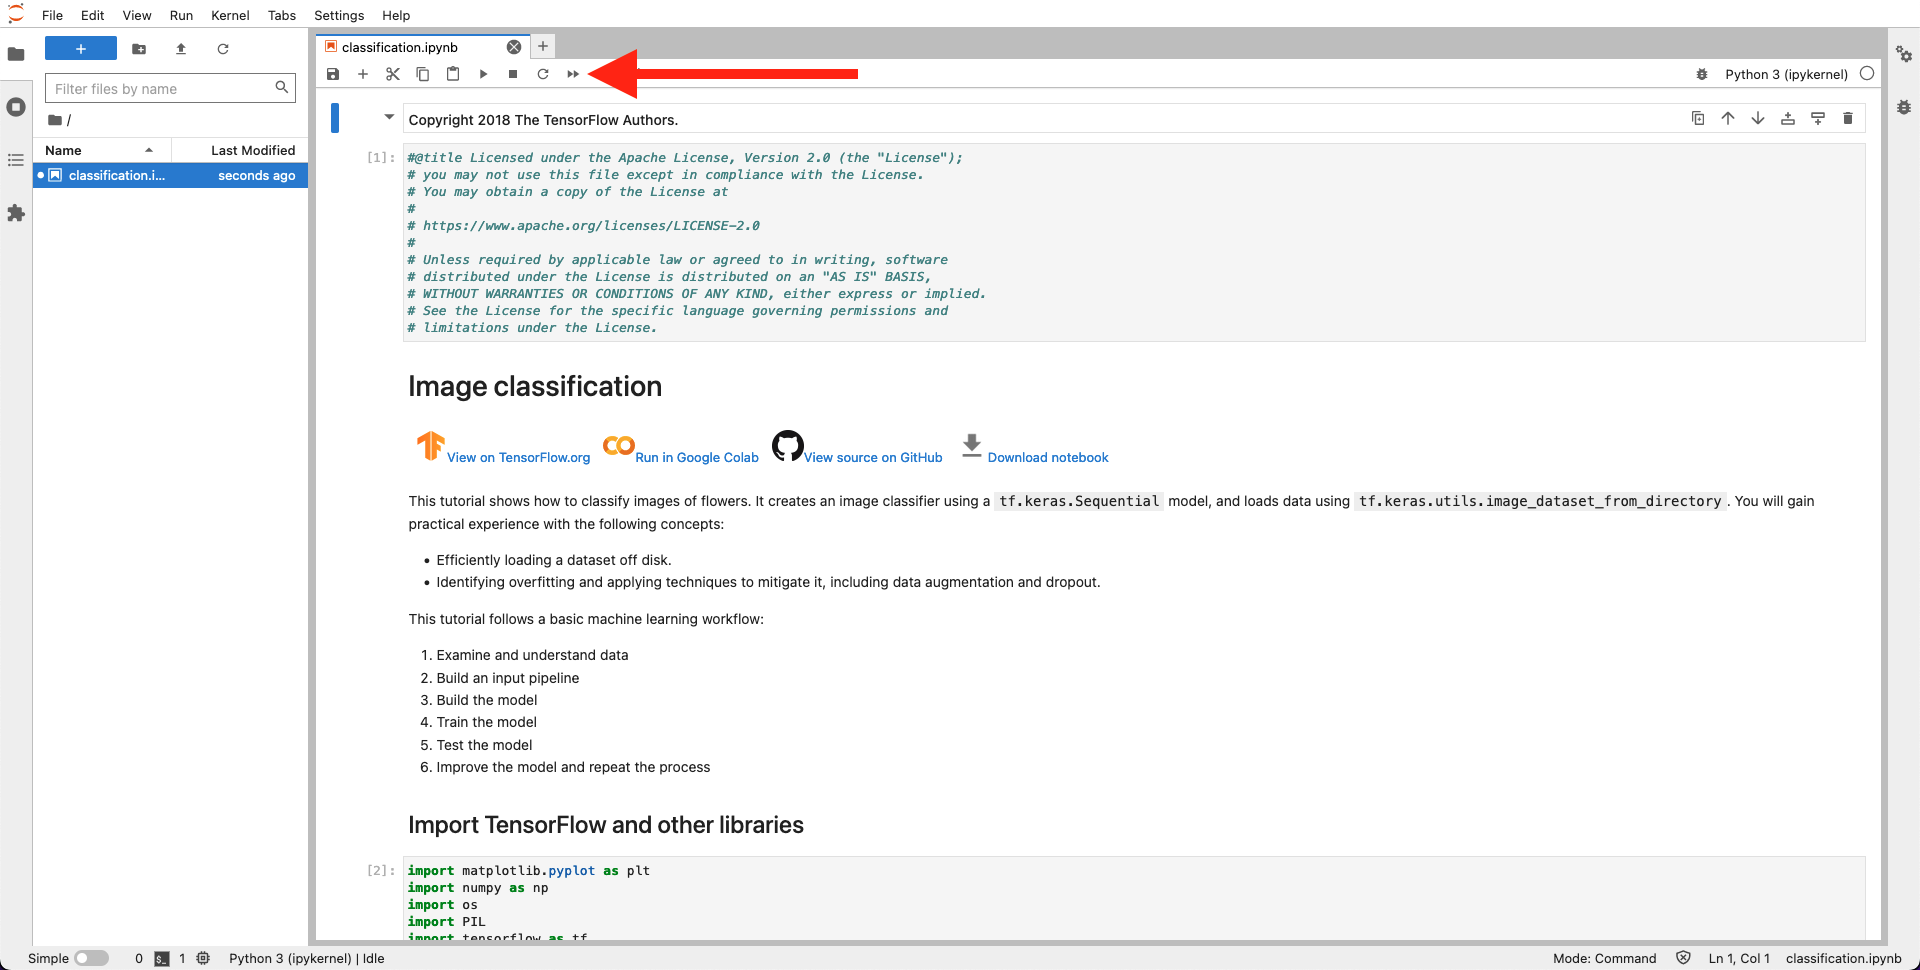 File Edit View Run Kernel Tabs Settings Help
Filter files by name
/
Name Last Modified
classification.i... seconds ago
classification.ipynb
Python 3 (ipykernel)
Copyright 2018 The TensorFlow Authors.
[1]:
#@title Licensed under the Apache License, Version 2.0 (the "License");
# you may not use this file except in compliance with the License.
# You may obtain a copy of the License at
#
# https://www.apache.org/licenses/LICENSE-2.0
#
# Unless required by applicable law or agreed to in writing, software
# distributed under the License is distributed on an "AS IS" BASIS,
# WITHOUT WARRANTIES OR CONDITIONS OF ANY KIND, either express or implied.
# See the License for the specific language governing permissions and
# limitations under the License.
Image classification
View on TensorFlow.org Run in Google Colab View source on GitHub Download notebook
This tutorial shows how to classify images of flowers. It creates an image classifier using a tf.keras.Sequential model, and loads data using tf.keras.utils.image_dataset_from_directory. You will gain
practical experience with the following concepts:
• Efficiently loading a dataset off disk.
• Identifying overfitting and applying techniques to mitigate it, including data augmentation and dropout.
This tutorial follows a basic machine learning workflow:
1. Examine and understand data
2. Build an input pipeline
3. Build the model
4. Train the model
5. Test the model
6. Improve the model and repeat the process
Import TensorFlow and other libraries
[2]:
import matplotlib.pyplot as plt
import numpy as np
import os
import PIL
import tensorflow as tf
Simple 0 $_ 1 Python 3 (ipykernel) | Idle Mode: Command Ln 1, Col 1 classification.ipynb